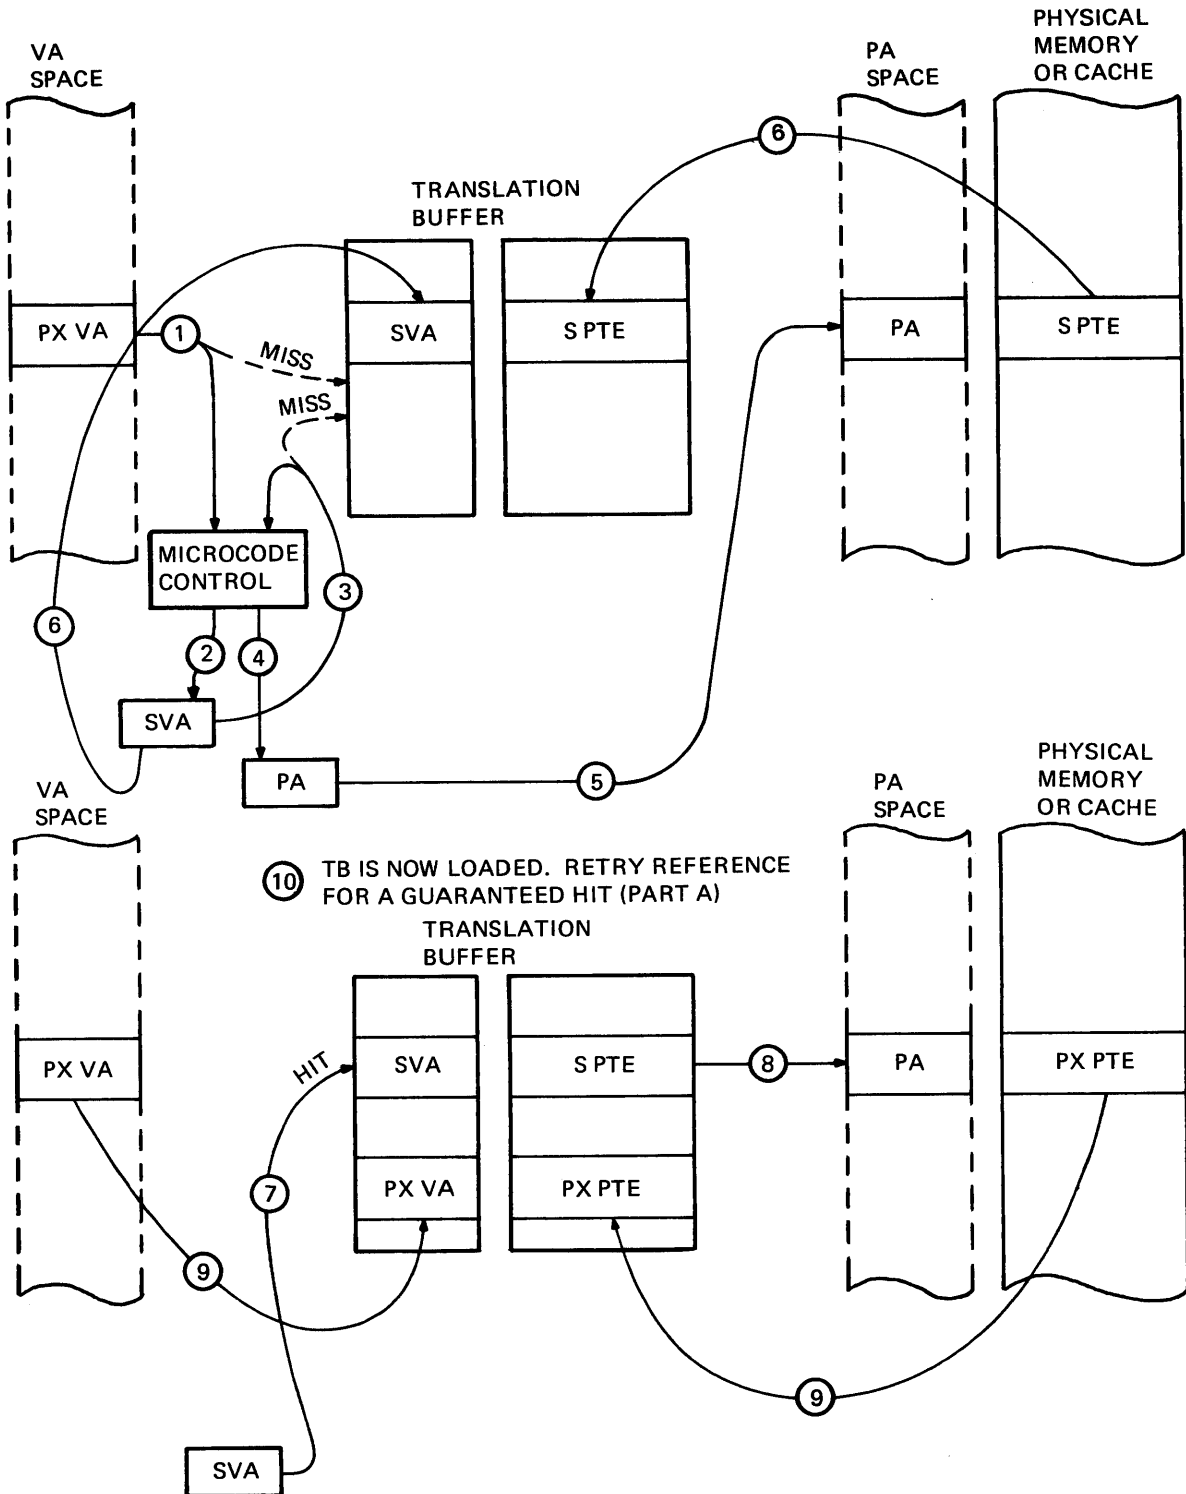 VA
SPACE
PA
SPACE
PHYSICAL
MEMORY
OR CACHE
6
TRANSLATION
BUFFER
PX VA
1
MISS
MISS
SVA
S PTE
PA
S PTE
MICROCODE
CONTROL
3
6
2
4
SVA
PA
5
VA
SPACE
PA
SPACE
PHYSICAL
MEMORY
OR CACHE
10 TB IS NOW LOADED. RETRY REFERENCE
FOR A GUARANTEED HIT (PART A)
TRANSLATION
BUFFER
PX VA
HIT
SVA
S PTE
8
PA
PX PTE
7
PX VA
PX PTE
9
9
SVA